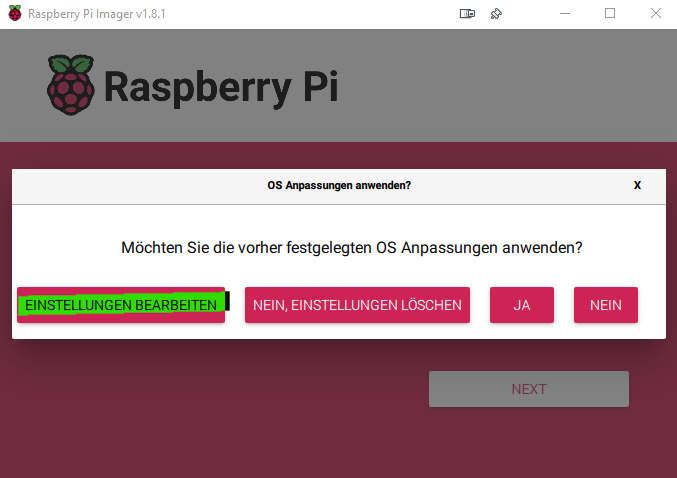 Raspberry Pi Imager v1.8.1
Raspberry Pi
OS Anpassungen anwenden?
X
Möchten Sie die vorher festgelegten OS Anpassungen anwenden?
EINSTELLUNGEN BEARBEITEN
NEIN, EINSTELLUNGEN LÖSCHEN
JA
NEIN
NEXT